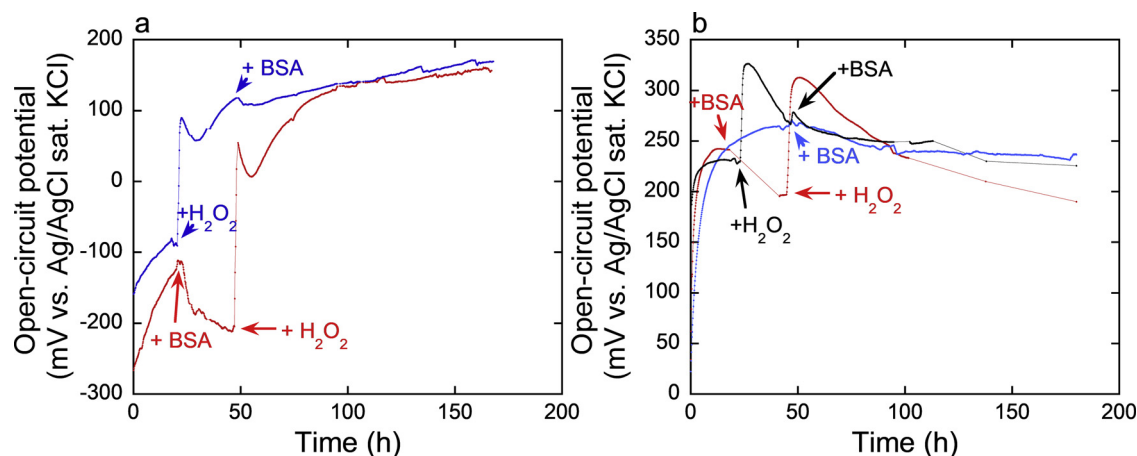 a
Open-circuit potential
(mV vs. Ag/AgCl sat. KCl)
200
100
0
-100
-200
-300
+ BSA
+H₂O₂
+ BSA
+ H₂O₂
0
50
100
150
200
Time (h)
b
Open-circuit potential
(mV vs. Ag/AgCl sat. KCl)
350
300
250
200
150
100
50
0
+BSA
+BSA
+ BSA
+ H₂O₂
+H₂O₂
0
50
100
150
200
Time (h)